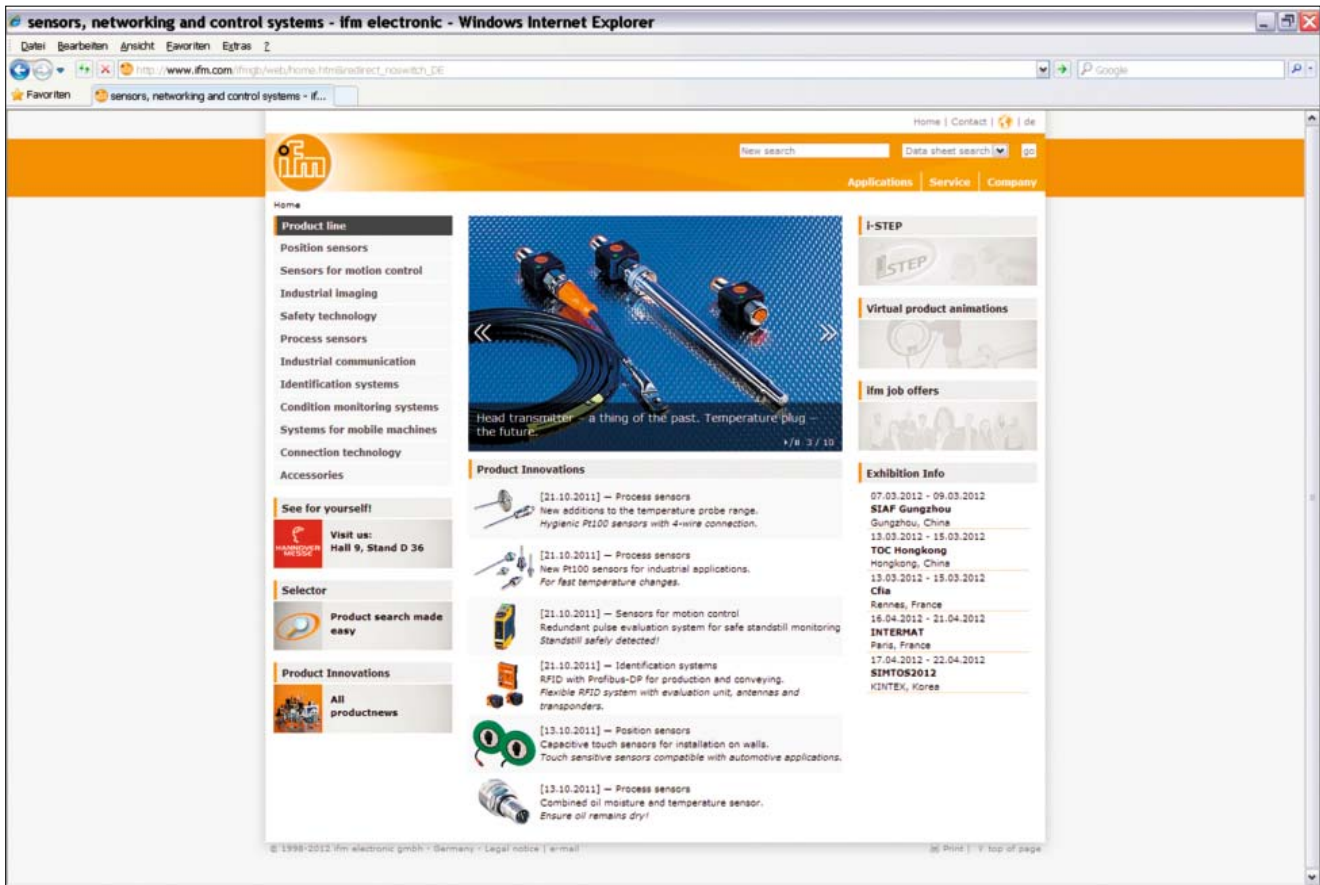 sensors, networking and control systems - ifm electronic - Windows Internet Explorer
Datei Bearbeiten Ansicht Favoriten Extras ?
http://www.ifm.com/ifmgb/web/home.htm&redirect_noswitch_DE
Google
Favoriten
sensors, networking and control systems - if...
Home | Contact | | de
ifm
New search
Data sheet search
go
Applications | Service | Company
Home
Product line
Position sensors
Sensors for motion control
Industrial imaging
Safety technology
Process sensors
Industrial communication
Identification systems
Condition monitoring systems
Systems for mobile machines
Connection technology
Accessories
See for yourself!
HANNOVER
MESSE
Visit us:
Hall 9, Stand D 36
Selector
Product search made
easy
Product Innovations
All
productnews
Head transmitter – a thing of the past. Temperature plug –
the future.
3 / 10
Product Innovations
[21.10.2011] — Process sensors
New additions to the temperature probe range.
Hygienic Pt100 sensors with 4-wire connection.
[21.10.2011] — Process sensors
New Pt100 sensors for industrial applications.
For fast temperature changes.
[21.10.2011] — Sensors for motion control
Redundant pulse evaluation system for safe standstill monitoring
Standstill safely detected!
[21.10.2011] — Identification systems
RFID with Profibus-DP for production and conveying.
Flexible RFID system with evaluation unit, antennas and
transponders.
[13.10.2011] — Position sensors
Capacitive touch sensors for installation on walls.
Touch sensitive sensors compatible with automotive applications.
[13.10.2011] — Process sensors
Combined oil moisture and temperature sensor.
Ensure oil remains dry!
i-STEP
iSTEP
Virtual product animations
ifm job offers
Exhibition Info
07.03.2012 - 09.03.2012
SIAF Gungzhou
Gungzhou, China
13.03.2012 - 15.03.2012
TOC Hongkong
Hongkong, China
13.03.2012 - 15.03.2012
Cfia
Rennes, France
16.04.2012 - 21.04.2012
INTERMAT
Paris, France
17.04.2012 - 22.04.2012
SIMTOS2012
KINTEX, Korea
© 1998-2012 ifm electronic gmbh - Germany - Legal notice | e-mail
Print | top of page